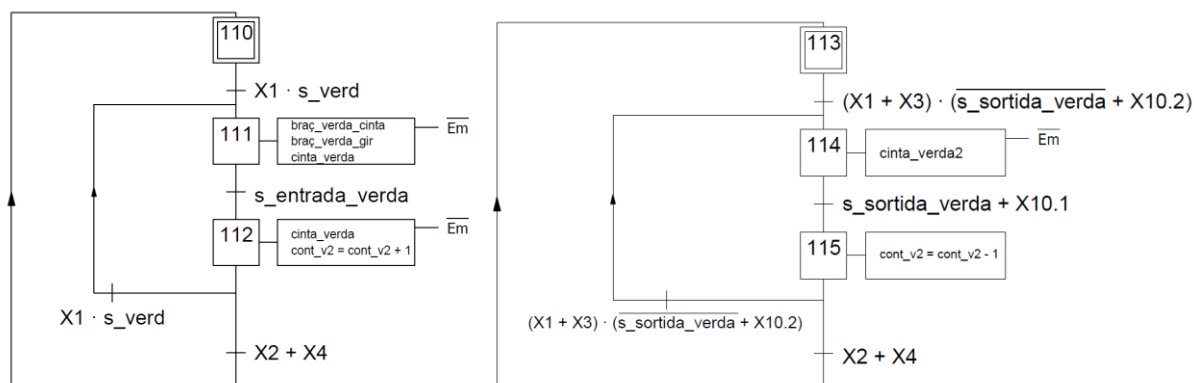 110
X1 · s_verd
111
braç_verda_cinta
braç_verda_gir
cinta_verda
Em
s_entrada_verda
112
cinta_verda
cont_v2 = cont_v2 + 1
Em
X1 · s_verd
X2 + X4
113
(X1 + X3) · (s_sortida_verda + X10.2)
114
cinta_verda2
Em
s_sortida_verda + X10.1
115
cont_v2 = cont_v2 - 1
(X1 + X3) · (s_sortida_verda + X10.2)
X2 + X4